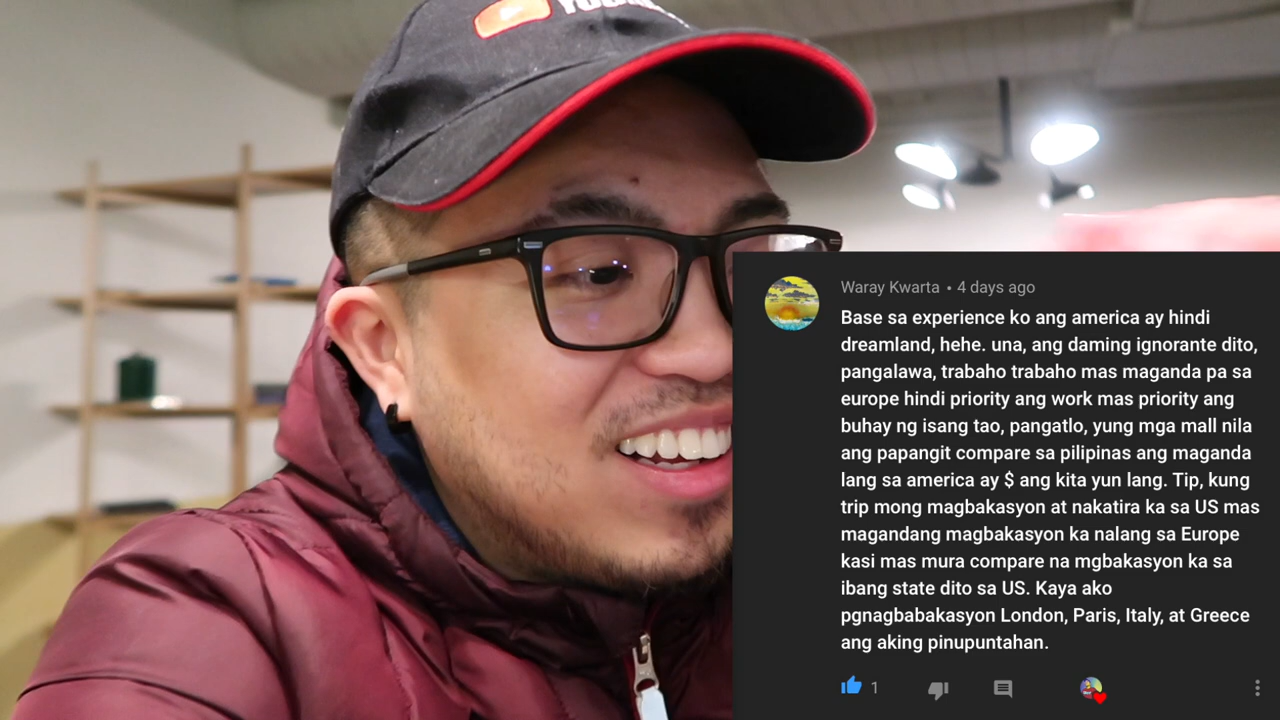 Waray Kwarta • 4 days ago
Base sa experience ko ang america ay hindi
dreamland, hehe. una, ang daming ignorante dito,
pangalawa, trabaho trabaho mas maganda pa sa
europe hindi priority ang work mas priority ang
buhay ng isang tao, pangatlo, yung mga mall nila
ang papangit compare sa pilipinas ang maganda
lang sa america ay $ ang kita yun lang. Tip, kung
trip mong magbakasyon at nakatira ka sa US mas
magandang magbakasyon ka nalang sa Europe
kasi mas mura compare na mgbakasyon ka sa
ibang state dito sa US. Kaya ako
pgnagbabakasyon London, Paris, Italy, at Greece
ang aking pinupuntahan.
1